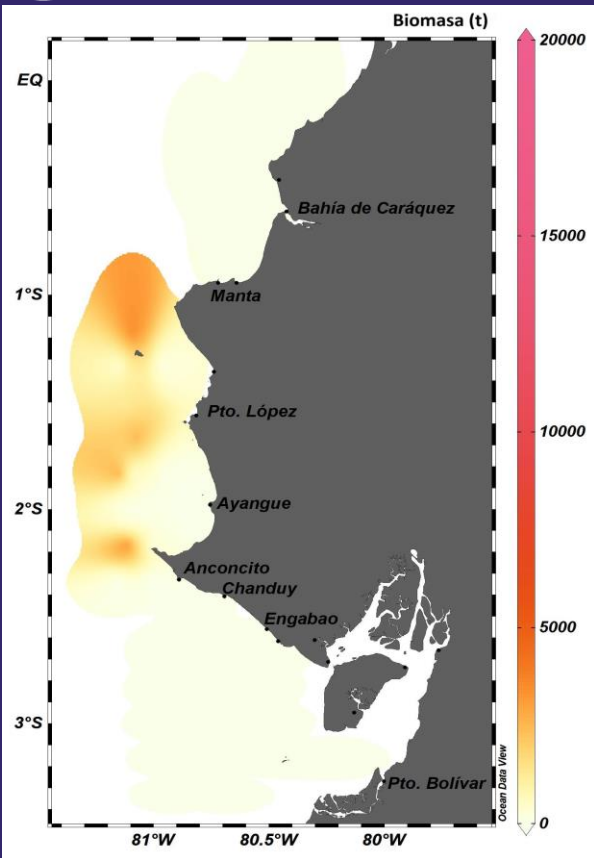 Biomasa (t)
20000
EQ
Bahía de Caráquez
15000
1°S
Manta
Pto. López
10000
2°S
Ayangue
Anconcito
Chanduy
Engabao
5000
3°S
Pto. Bolívar
Ocean Data View
0
81°W
80.5°W
80°W